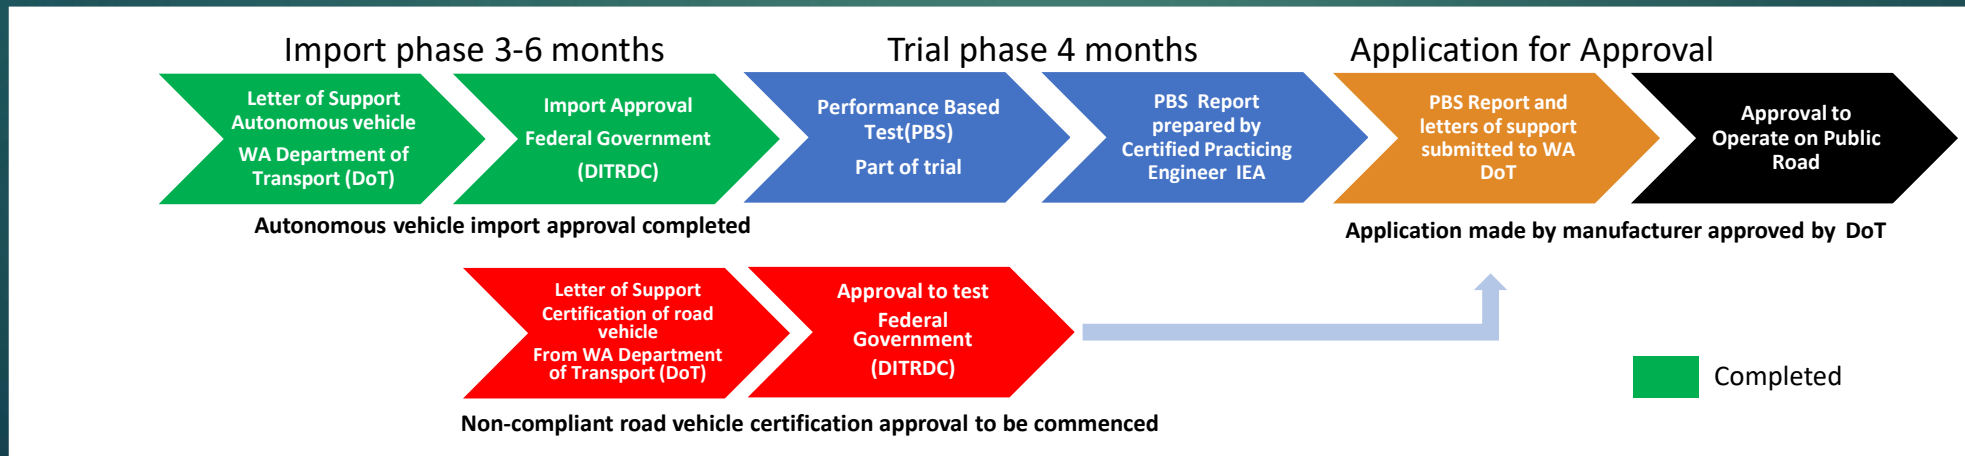 Import phase 3-6 months
Trial phase 4 months
Application for Approval
Letter of Support
Autonomous vehicle
WA Department of
Transport (DoT)
Import Approval
Federal Government
(DITRDC)
Performance Based
Test(PBS)
Part of trial
PBS Report
prepared by
Certified Practicing
Engineer IEA
PBS Report and
letters of support
submitted to WA
DoT
Approval to
Operate on Public
Road
Autonomous vehicle import approval completed
Application made by manufacturer approved by DoT
Letter of Support
Certification of road
vehicle
From WA Department
of Transport (DoT)
Approval to test
Federal
Government
(DITRDC)
Completed
Non-compliant road vehicle certification approval to be commenced